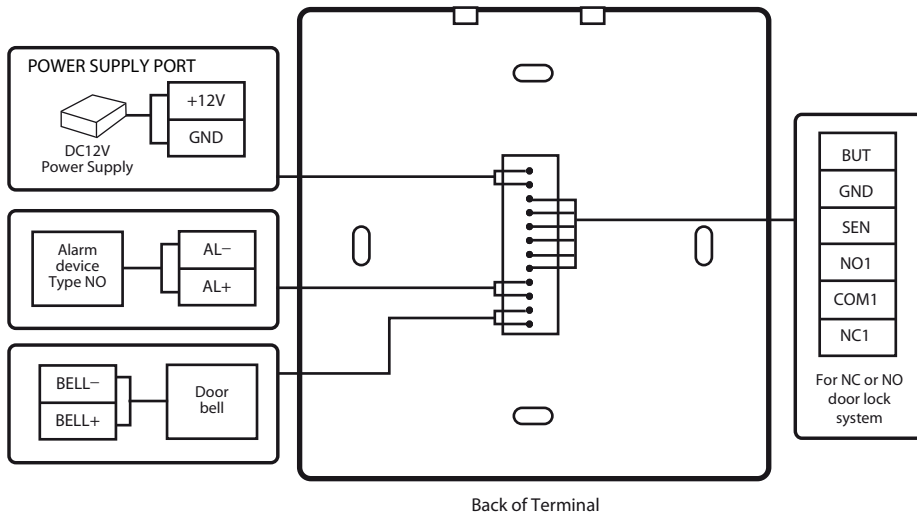 POWER SUPPLY PORT
+12V
GND
DC12V
Power Supply
Alarm
device
Type NO
AL−
AL+
BELL−
BELL+
Door
bell
BUT
GND
SEN
NO1
COM1
NC1
For NC or NO
door lock
system
Back of Terminal